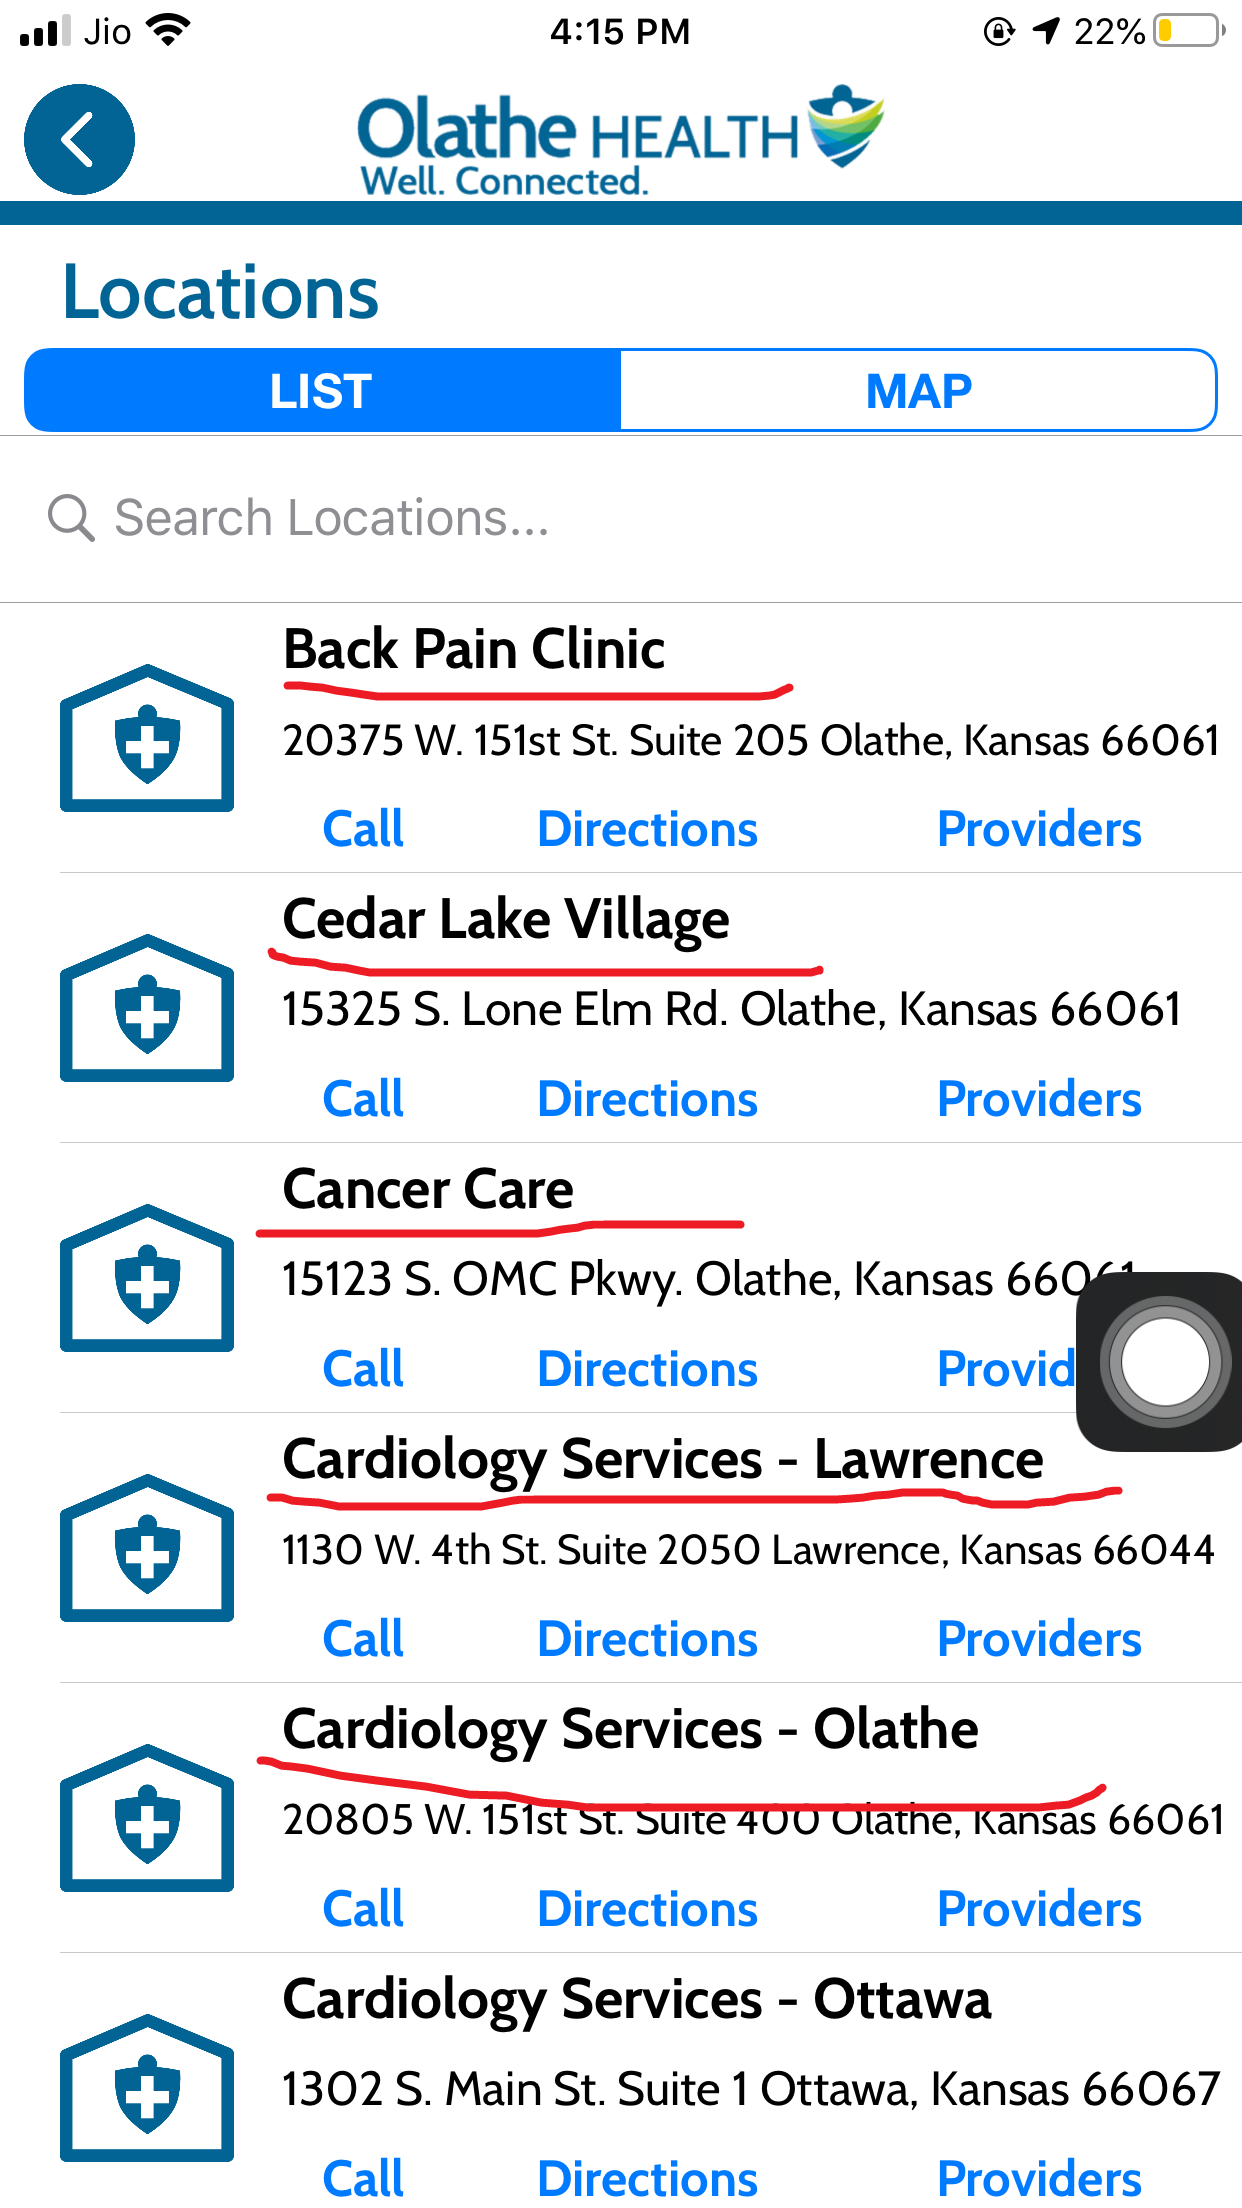 Jio 4:15 PM 22%
Olathe HEALTH
Well. Connected.
Locations
LIST MAP
Search Locations...
Back Pain Clinic
20375 W. 151st St. Suite 205 Olathe, Kansas 66061
Call Directions Providers
Cedar Lake Village
15325 S. Lone Elm Rd. Olathe, Kansas 66061
Call Directions Providers
Cancer Care
15123 S. OMC Pkwy. Olathe, Kansas 66061
Call Directions Provid
Cardiology Services - Lawrence
1130 W. 4th St. Suite 2050 Lawrence, Kansas 66044
Call Directions Providers
Cardiology Services - Olathe
20805 W. 151st St. Suite 400 Olathe, Kansas 66061
Call Directions Providers
Cardiology Services - Ottawa
1302 S. Main St. Suite 1 Ottawa, Kansas 66067
Call Directions Providers